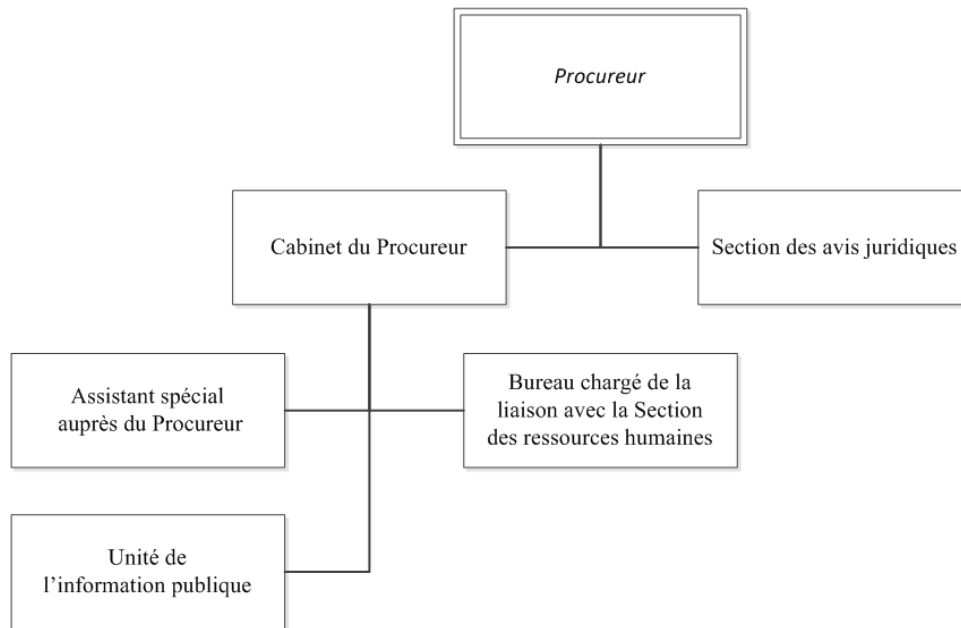 Procureur
Cabinet du Procureur
Section des avis juridiques
Assistant spécial
auprès du Procureur
Bureau chargé de la
liaison avec la Section
des ressources humaines
Unité de
l’information publique